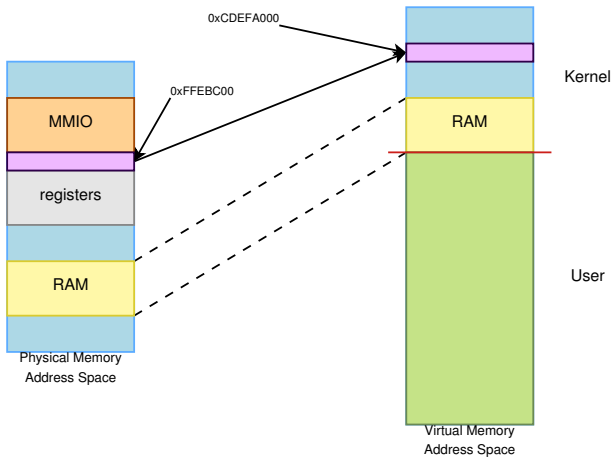 0xCDEFA000
Kernel
0xFFEBC00
MMIO
RAM
registers
User
RAM
Physical Memory
Address Space
Virtual Memory
Address Space